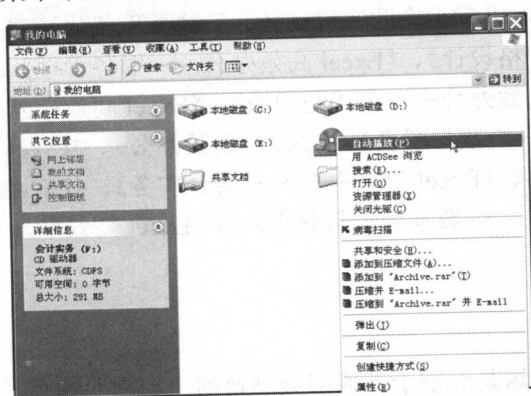 我的电脑
文件(F) 编辑(E) 查看(V) 收藏(A) 工具(T) 帮助(H)
搜索 文件夹
地址(D) 我的电脑 转到
系统任务
其它位置
网上邻居
我的文档
共享文档
控制面板
详细信息
会计实务 (F:)
CD 驱动器
文件系统: CDFS
可用空间: 0 字节
总大小: 291 MB
本地磁盘 (C:) 本地磁盘 (D:)
本地磁盘 (E:)
共享文档
自动播放(P)
用 ACDSee 浏览
搜索(E)...
打开(O)
资源管理器(X)
关闭光驱(C)
病毒扫描
共享和安全(H)...
添加到压缩文件(A)...
添加到 "Archive.rar"(T)
压缩并 E-mail...
压缩到 "Archive.rar" 并 E-mail
弹出(J)
复制(C)
创建快捷方式(S)
属性(R)